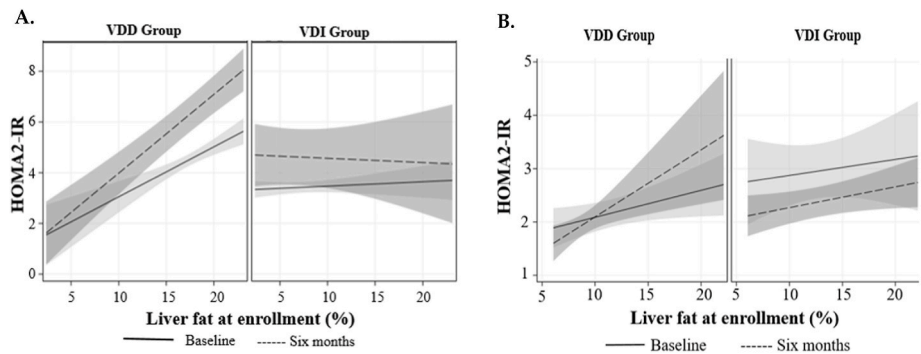 A.
VDD Group VDI Group
HOMA2-IR
8
6
4
2
0
5 10 15 20 5 10 15 20
Liver fat at enrollment (%)
Baseline Six months
B.
VDD Group VDI Group
HOMA2-IR
5
4
3
2
1
5 10 15 20 5 10 15 20
Liver fat at enrollment (%)
Baseline Six months